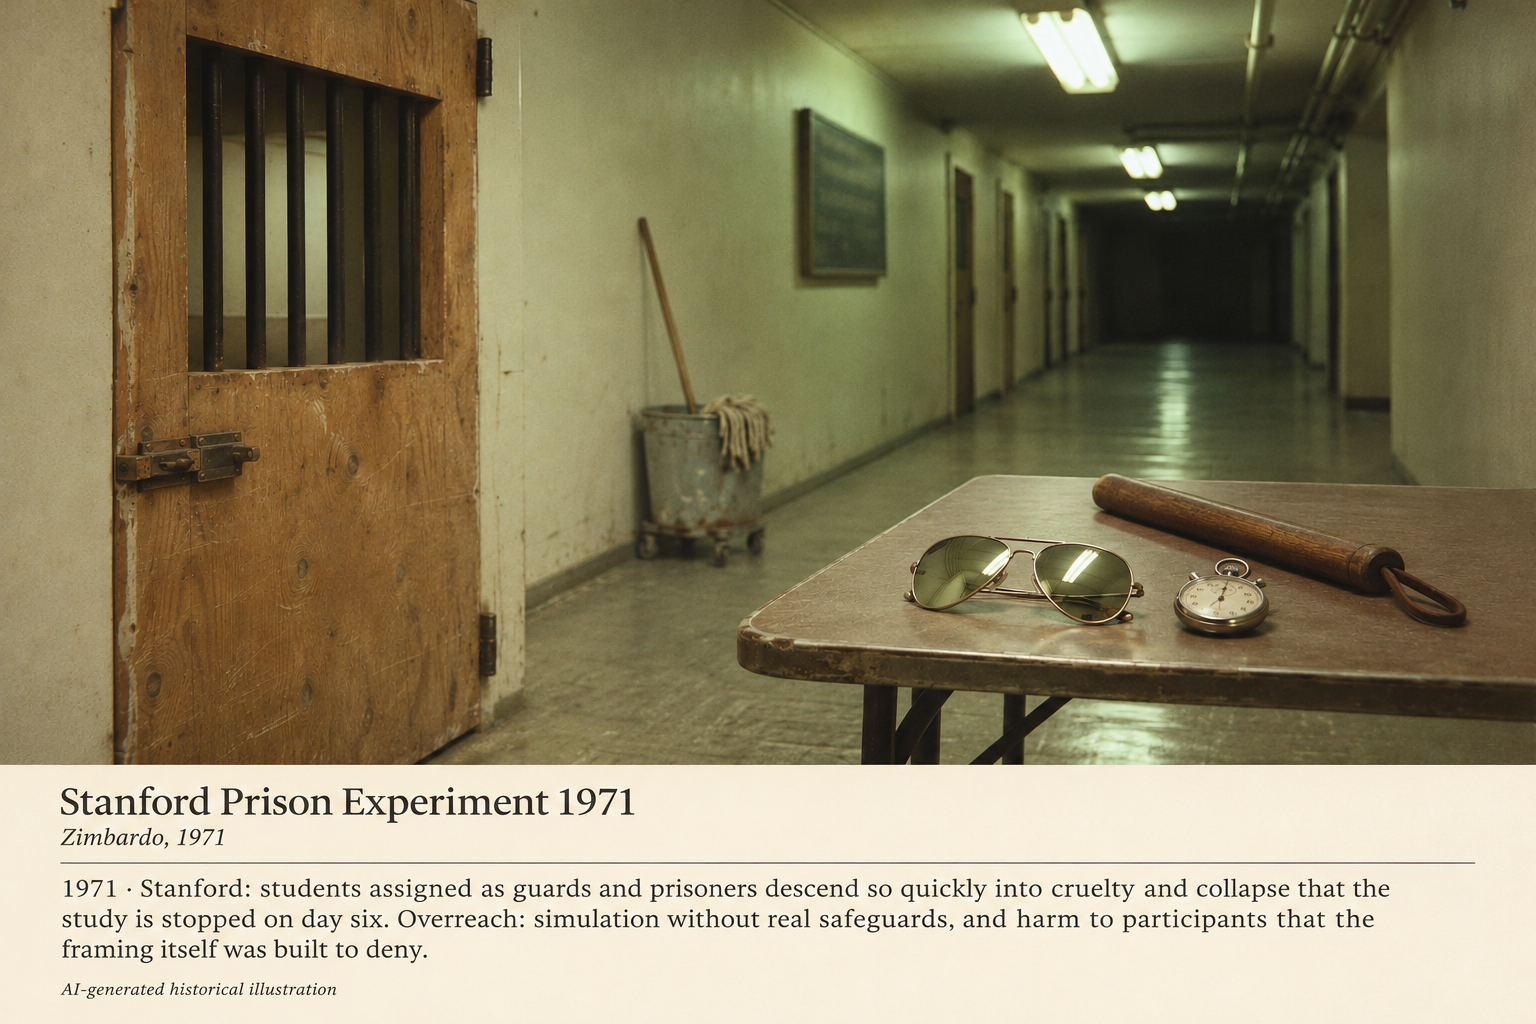 Stanford Prison Experiment 1971
Zimbardo, 1971
1971 · Stanford: students assigned as guards and prisoners descend so quickly into cruelty and collapse that the
study is stopped on day six. Overreach: simulation without real safeguards, and harm to participants that the
framing itself was built to deny.
AI-generated historical illustration